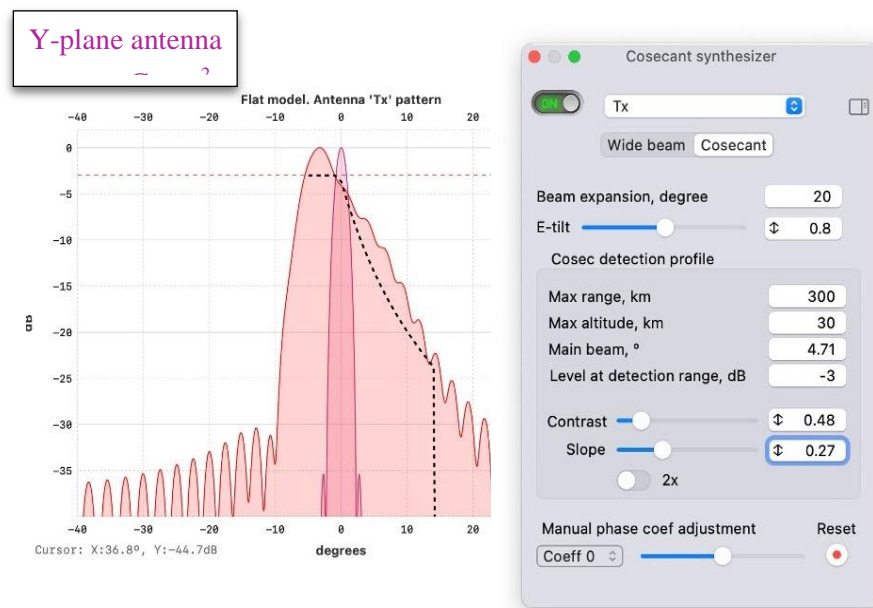 Y-plane antenna
Flat model. Antenna 'Tx' pattern
-40 -30 -20 -10 0 10 20
0
-5
-10
-15
-20
-25
-30
-35
dB
-40 -30 -20 -10 0 10 20
degrees
Cursor: X:36.8º, Y:-44.7dB
Cosecant synthesizer
ON Tx
Wide beam Cosecant
Beam expansion, degree 20
E-tilt 0.8
Cosec detection profile
Max range, km 300
Max altitude, km 30
Main beam, º 4.71
Level at detection range, dB -3
Contrast 0.48
Slope 0.27
2x
Manual phase coef adjustment Reset
Coeff 0